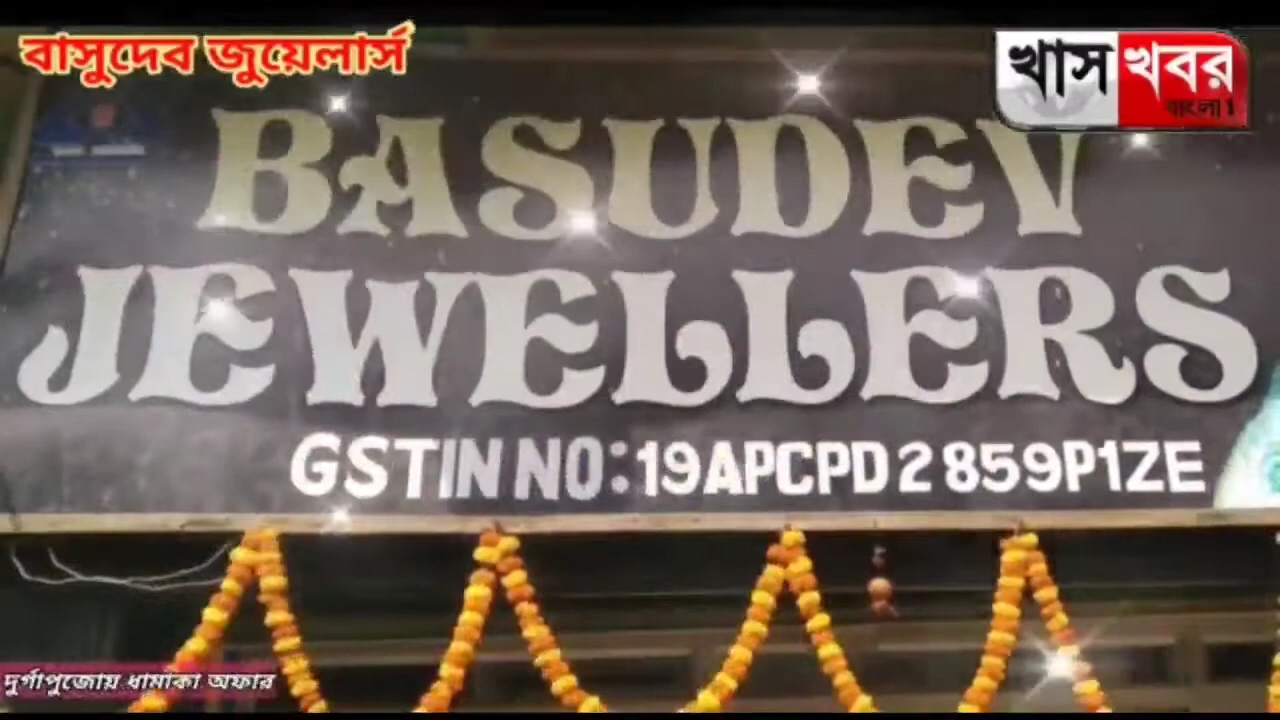 বাসুদেব জুয়েলার্স
খাস খবর
বাংলা।
BASUDEV
JEWELLERS
GSTIN NO:19APCPD2859P1ZE
দুর্গাপুজোয় ধামাকা অফার